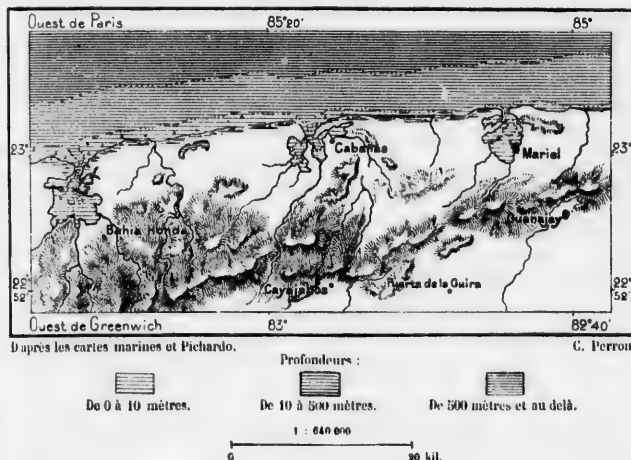 Ouest de Paris 85°20' 85°
23° Cabañas Mariel 23°
Guanajay
Bahia Honda
22° 52' Cayajabos Puerta de la Guira 22° 52'
Ouest de Greenwich 83° 82°40'
D'après les cartes marines et Pichardo. C. Perron
Profondeurs :
De 0 à 10 mètres. De 10 à 500 mètres. De 500 mètres et au delà.
1 : 640 000
0 20 kil.